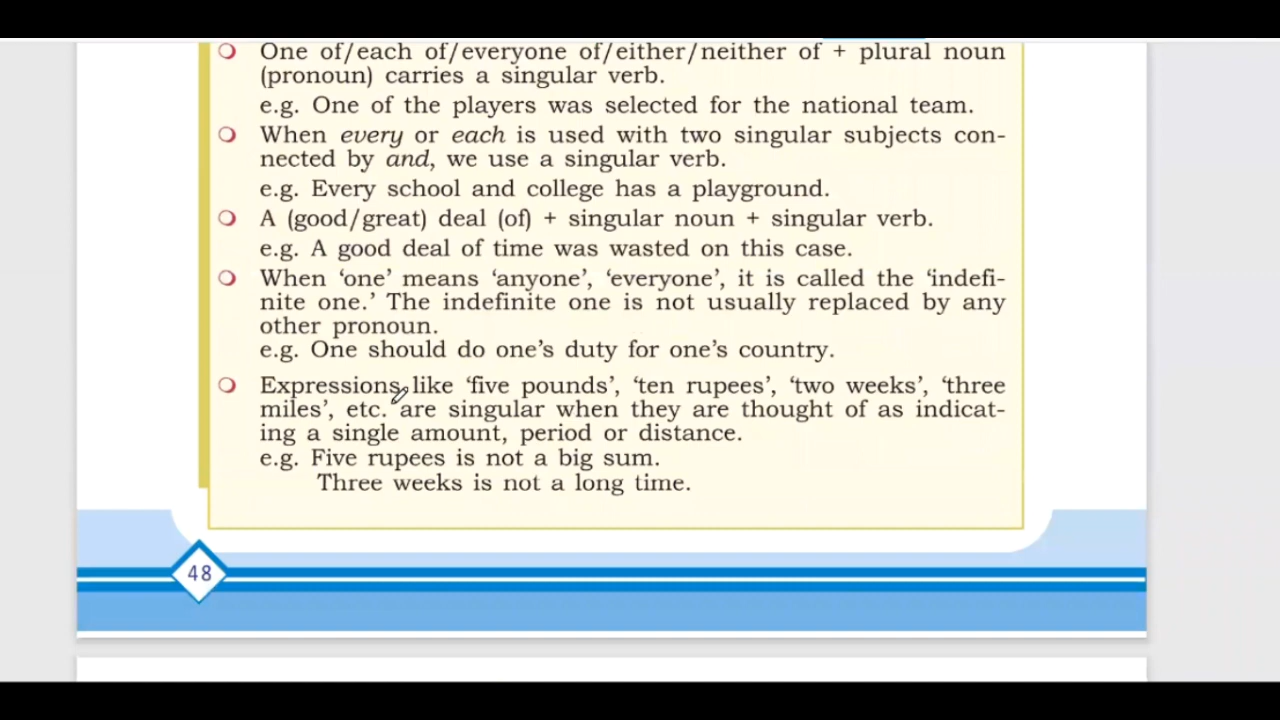 One of/each of/everyone of/either/neither of + plural noun
(pronoun) carries a singular verb.
e.g. One of the players was selected for the national team.
When every or each is used with two singular subjects con-
nected by and, we use a singular verb.
e.g. Every school and college has a playground.
A (good/great) deal (of) + singular noun + singular verb.
e.g. A good deal of time was wasted on this case.
When ‘one’ means ‘anyone’, ‘everyone’, it is called the ‘indefi-
nite one.’ The indefinite one is not usually replaced by any
other pronoun.
e.g. One should do one’s duty for one’s country.
Expressions like ‘five pounds’, ‘ten rupees’, ‘two weeks’, ‘three
miles’, etc. are singular when they are thought of as indicat-
ing a single amount, period or distance.
e.g. Five rupees is not a big sum.
Three weeks is not a long time.
48